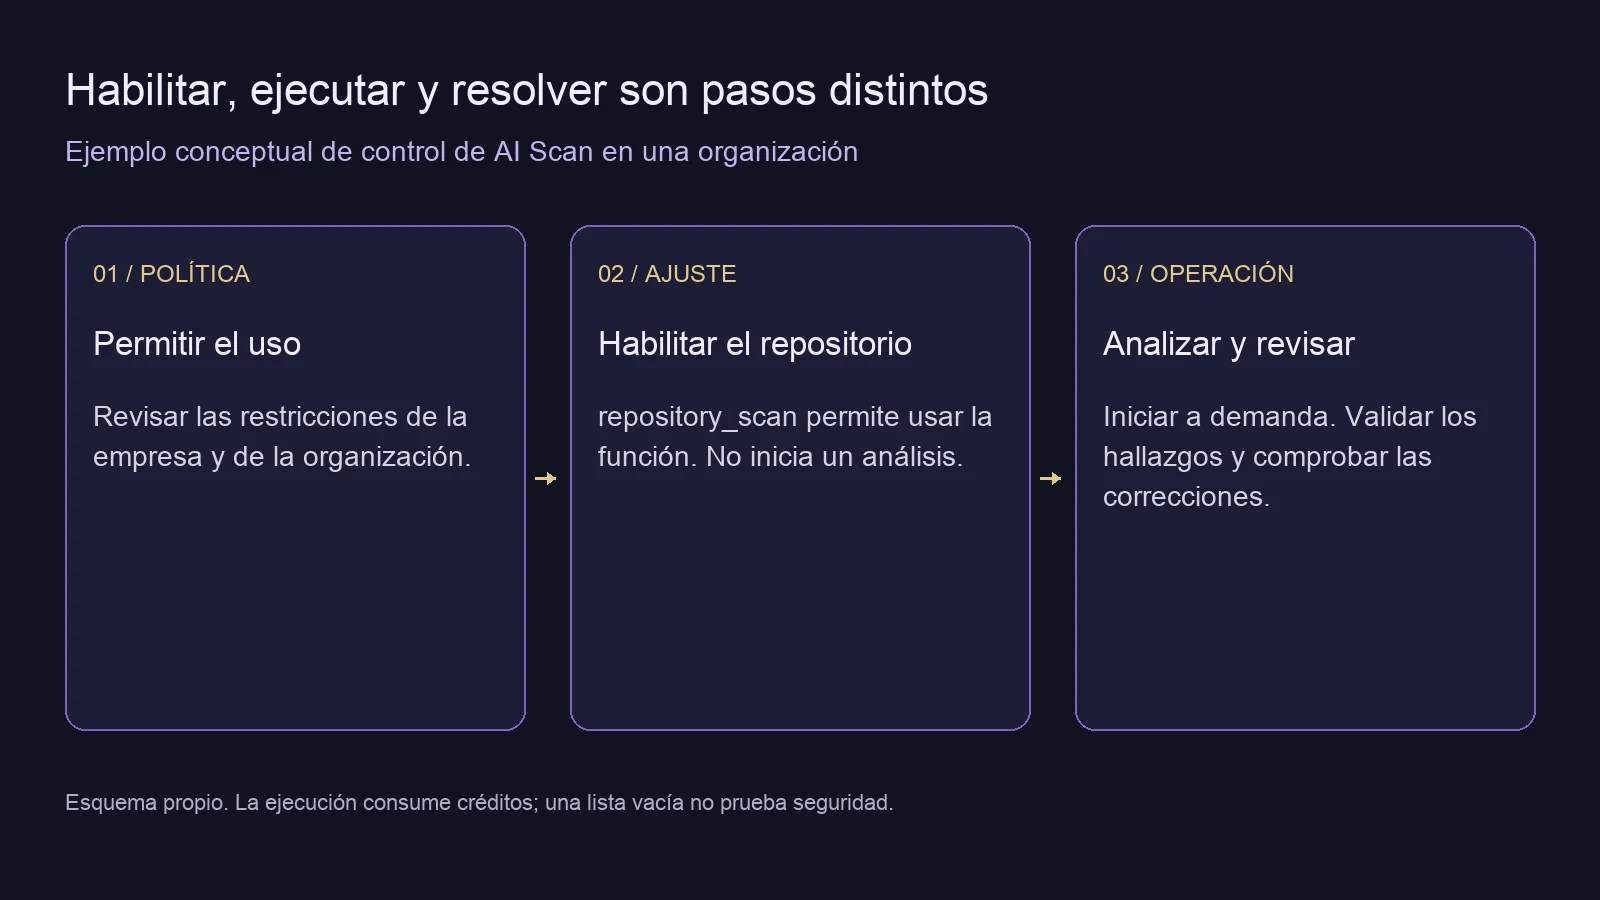 Habilitar, ejecutar y resolver son pasos distintos
Ejemplo conceptual de control de AI Scan en una organización
01 / POLÍTICA
Permitir el uso
Revisar las restricciones de la
empresa y de la organización.
02 / AJUSTE
Habilitar el repositorio
repository_scan permite usar la
función. No inicia un análisis.
03 / OPERACIÓN
Analizar y revisar
Iniciar a demanda. Validar los
hallazgos y comprobar las
correcciones.
Esquema propio. La ejecución consume créditos; una lista vacía no prueba seguridad.